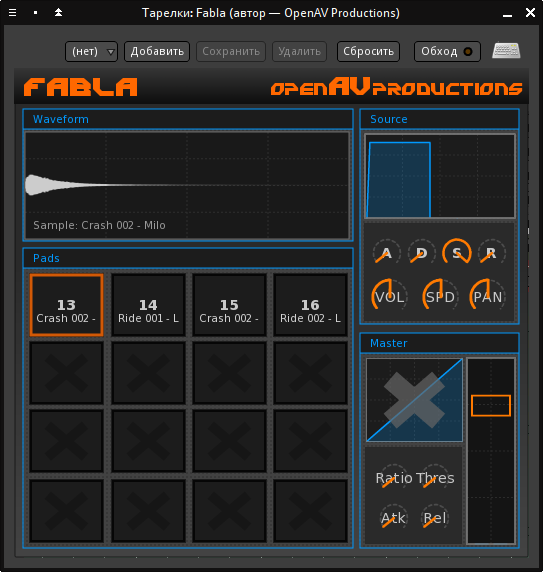 Тарелки: Fabla (автор — OpenAV Productions)
(нет) Добавить Сохранить Удалить Сбросить Обход
FABLA openAVproductions
Waveform
Sample: Crash 002 - Milo
Source
A D S R
VOL SPD PAN
Pads
13 14 15 16
Crash 002 - Ride 001 - L Crash 002 - Ride 002 - L
Master
Ratio Thres
Atk Rel